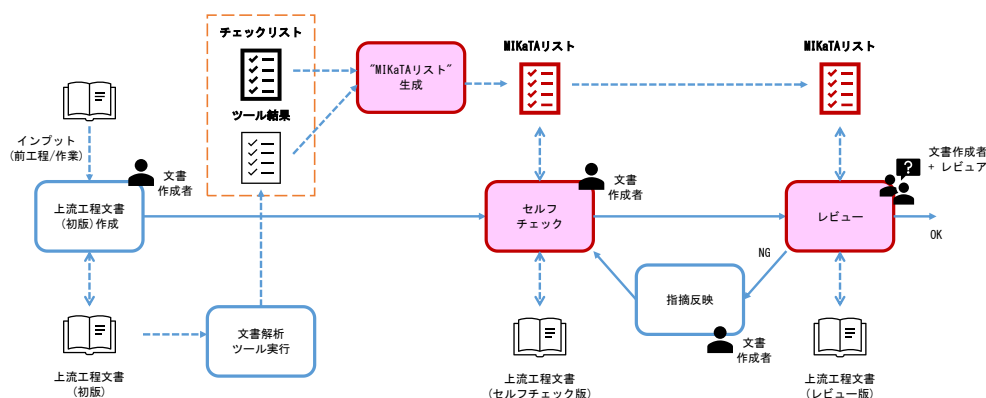 チェックリスト
ツール結果
"MIKaTAリスト"
生成
MIKaTAリスト
MIKaTAリスト
インプット
(前工程/作業)
文書
作成者
上流工程文書
(初版)作成
文書
作成者
セルフ
チェック
文書作成者
+ レビュア
レビュー
OK
NG
指摘反映
文書
作成者
文書解析
ツール実行
上流工程文書
(初版)
上流工程文書
(セルフチェック版)
上流工程文書
(レビュー版)